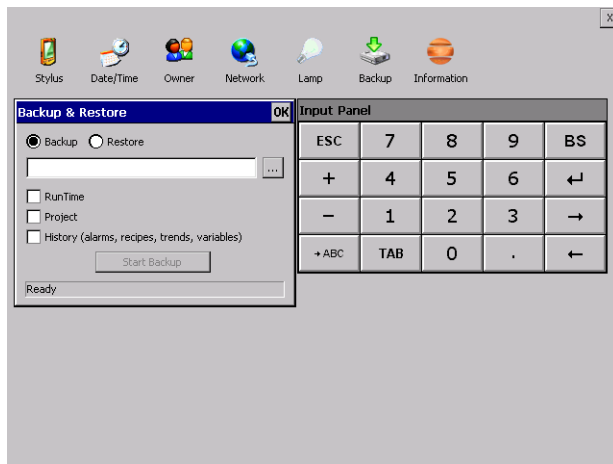 X
Stylus Date/Time Owner Network Lamp Backup Information
Backup & Restore OK
Backup Restore
...
RunTime
Project
History (alarms, recipes, trends, variables)
Start Backup
Ready
Input Panel
ESC 7 8 9 BS
+ 4 5 6 ↵
− 1 2 3 →
→ABC TAB 0 . ←